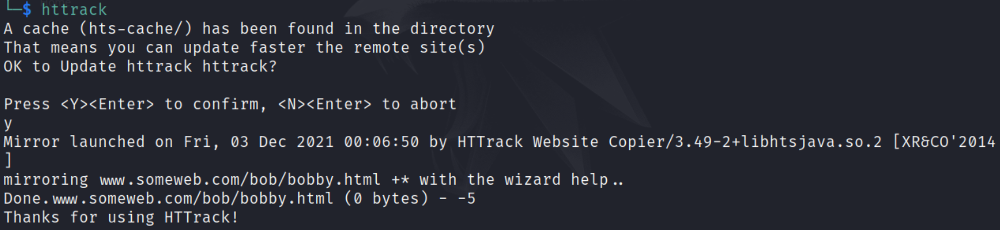 └─$ httrack
A cache (hts-cache/) has been found in the directory
That means you can update faster the remote site(s)
OK to Update httrack httrack?
Press <Y><Enter> to confirm, <N><Enter> to abort
y
Mirror launched on Fri, 03 Dec 2021 00:06:50 by HTTrack Website Copier/3.49-2+libhtsjava.so.2 [XR&CO'2014
]
mirroring www.someweb.com/bob/bobby.html +* with the wizard help..
Done.www.someweb.com/bob/bobby.html (0 bytes) - -5
Thanks for using HTTrack!